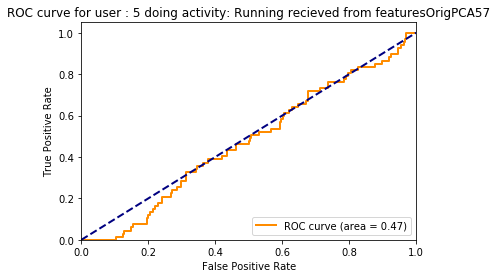 ROC curve for user : 5 doing activity: Running recieved from featuresOrigPCA57
True Positive Rate
1.0
0.8
0.6
0.4
0.2
0.0
ROC curve (area = 0.47)
0.0 0.2 0.4 0.6 0.8 1.0
False Positive Rate